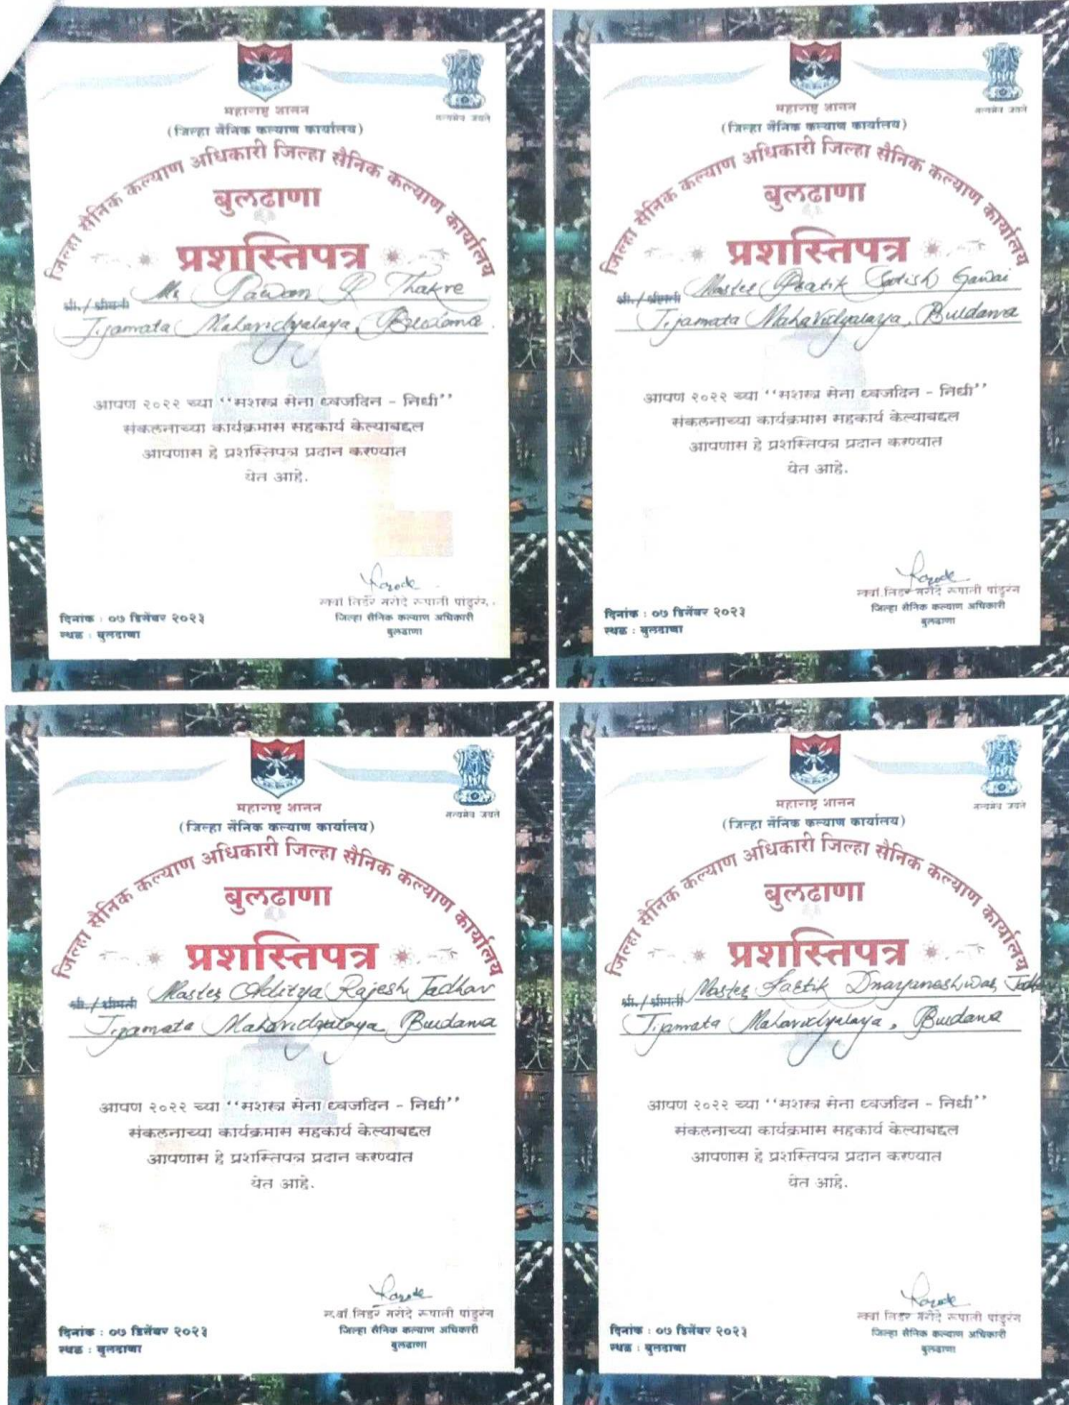 महाराष्ट्र शासन
सत्यमेव जयते
(जिल्हा सैनिक कल्याण कार्यालय)
जिल्हा सैनिक कल्याण अधिकारी जिल्हा सैनिक कल्याण कार्यालय
बुलढाणा
प्रशस्तिपत्र
श्री./श्रीमती Mr. Pawan R Thakre
Jijamata Mahavidyalaya, Buldana.
आपण २०२२ च्या ‘‘सशस्त्र सेना ध्वजदिन - निधी’’
संकलनाच्या कार्यक्रमास सहकार्य केल्याबद्दल
आपणास हे प्रशस्तिपत्र प्रदान करण्यात
येत आहे.
स्क्वॉ लिडर सरोदे रूपाली पांडुरंग
दिनांक : ०७ डिसेंबर २०२३
जिल्हा सैनिक कल्याण अधिकारी
स्थळ : बुलढाणा
बुलढाणा
महाराष्ट्र शासन
सत्यमेव जयते
(जिल्हा सैनिक कल्याण कार्यालय)
जिल्हा सैनिक कल्याण अधिकारी जिल्हा सैनिक कल्याण कार्यालय
बुलढाणा
प्रशस्तिपत्र
श्री./श्रीमती Master Pratik Satish Gawai
Jijamata Mahavidyalaya, Buldana
आपण २०२२ च्या ‘‘सशस्त्र सेना ध्वजदिन - निधी’’
संकलनाच्या कार्यक्रमास सहकार्य केल्याबद्दल
आपणास हे प्रशस्तिपत्र प्रदान करण्यात
येत आहे.
स्क्वॉ लिडर सरोदे रूपाली पांडुरंग
दिनांक : ०७ डिसेंबर २०२३
जिल्हा सैनिक कल्याण अधिकारी
स्थळ : बुलढाणा
बुलढाणा
महाराष्ट्र शासन
सत्यमेव जयते
(जिल्हा सैनिक कल्याण कार्यालय)
जिल्हा सैनिक कल्याण अधिकारी जिल्हा सैनिक कल्याण कार्यालय
बुलढाणा
प्रशस्तिपत्र
श्री./श्रीमती Master Aditya Rajesh Jadhav
Jijamata Mahavidyalaya, Buldana
आपण २०२२ च्या ‘‘सशस्त्र सेना ध्वजदिन - निधी’’
संकलनाच्या कार्यक्रमास सहकार्य केल्याबद्दल
आपणास हे प्रशस्तिपत्र प्रदान करण्यात
येत आहे.
स्क्वॉ लिडर सरोदे रूपाली पांडुरंग
दिनांक : ०७ डिसेंबर २०२३
जिल्हा सैनिक कल्याण अधिकारी
स्थळ : बुलढाणा
बुलढाणा
महाराष्ट्र शासन
सत्यमेव जयते
(जिल्हा सैनिक कल्याण कार्यालय)
जिल्हा सैनिक कल्याण अधिकारी जिल्हा सैनिक कल्याण कार्यालय
बुलढाणा
प्रशस्तिपत्र
श्री./श्रीमती Master
Jijamata Mahavidyalaya, Buldana
आपण २०२२ च्या ‘‘सशस्त्र सेना ध्वजदिन - निधी’’
संकलनाच्या कार्यक्रमास सहकार्य केल्याबद्दल
आपणास हे प्रशस्तिपत्र प्रदान करण्यात
येत आहे.
स्क्वॉ लिडर सरोदे रूपाली पांडुरंग
दिनांक : ०७ डिसेंबर २०२३
जिल्हा सैनिक कल्याण अधिकारी
स्थळ : बुलढाणा
बुलढाणा